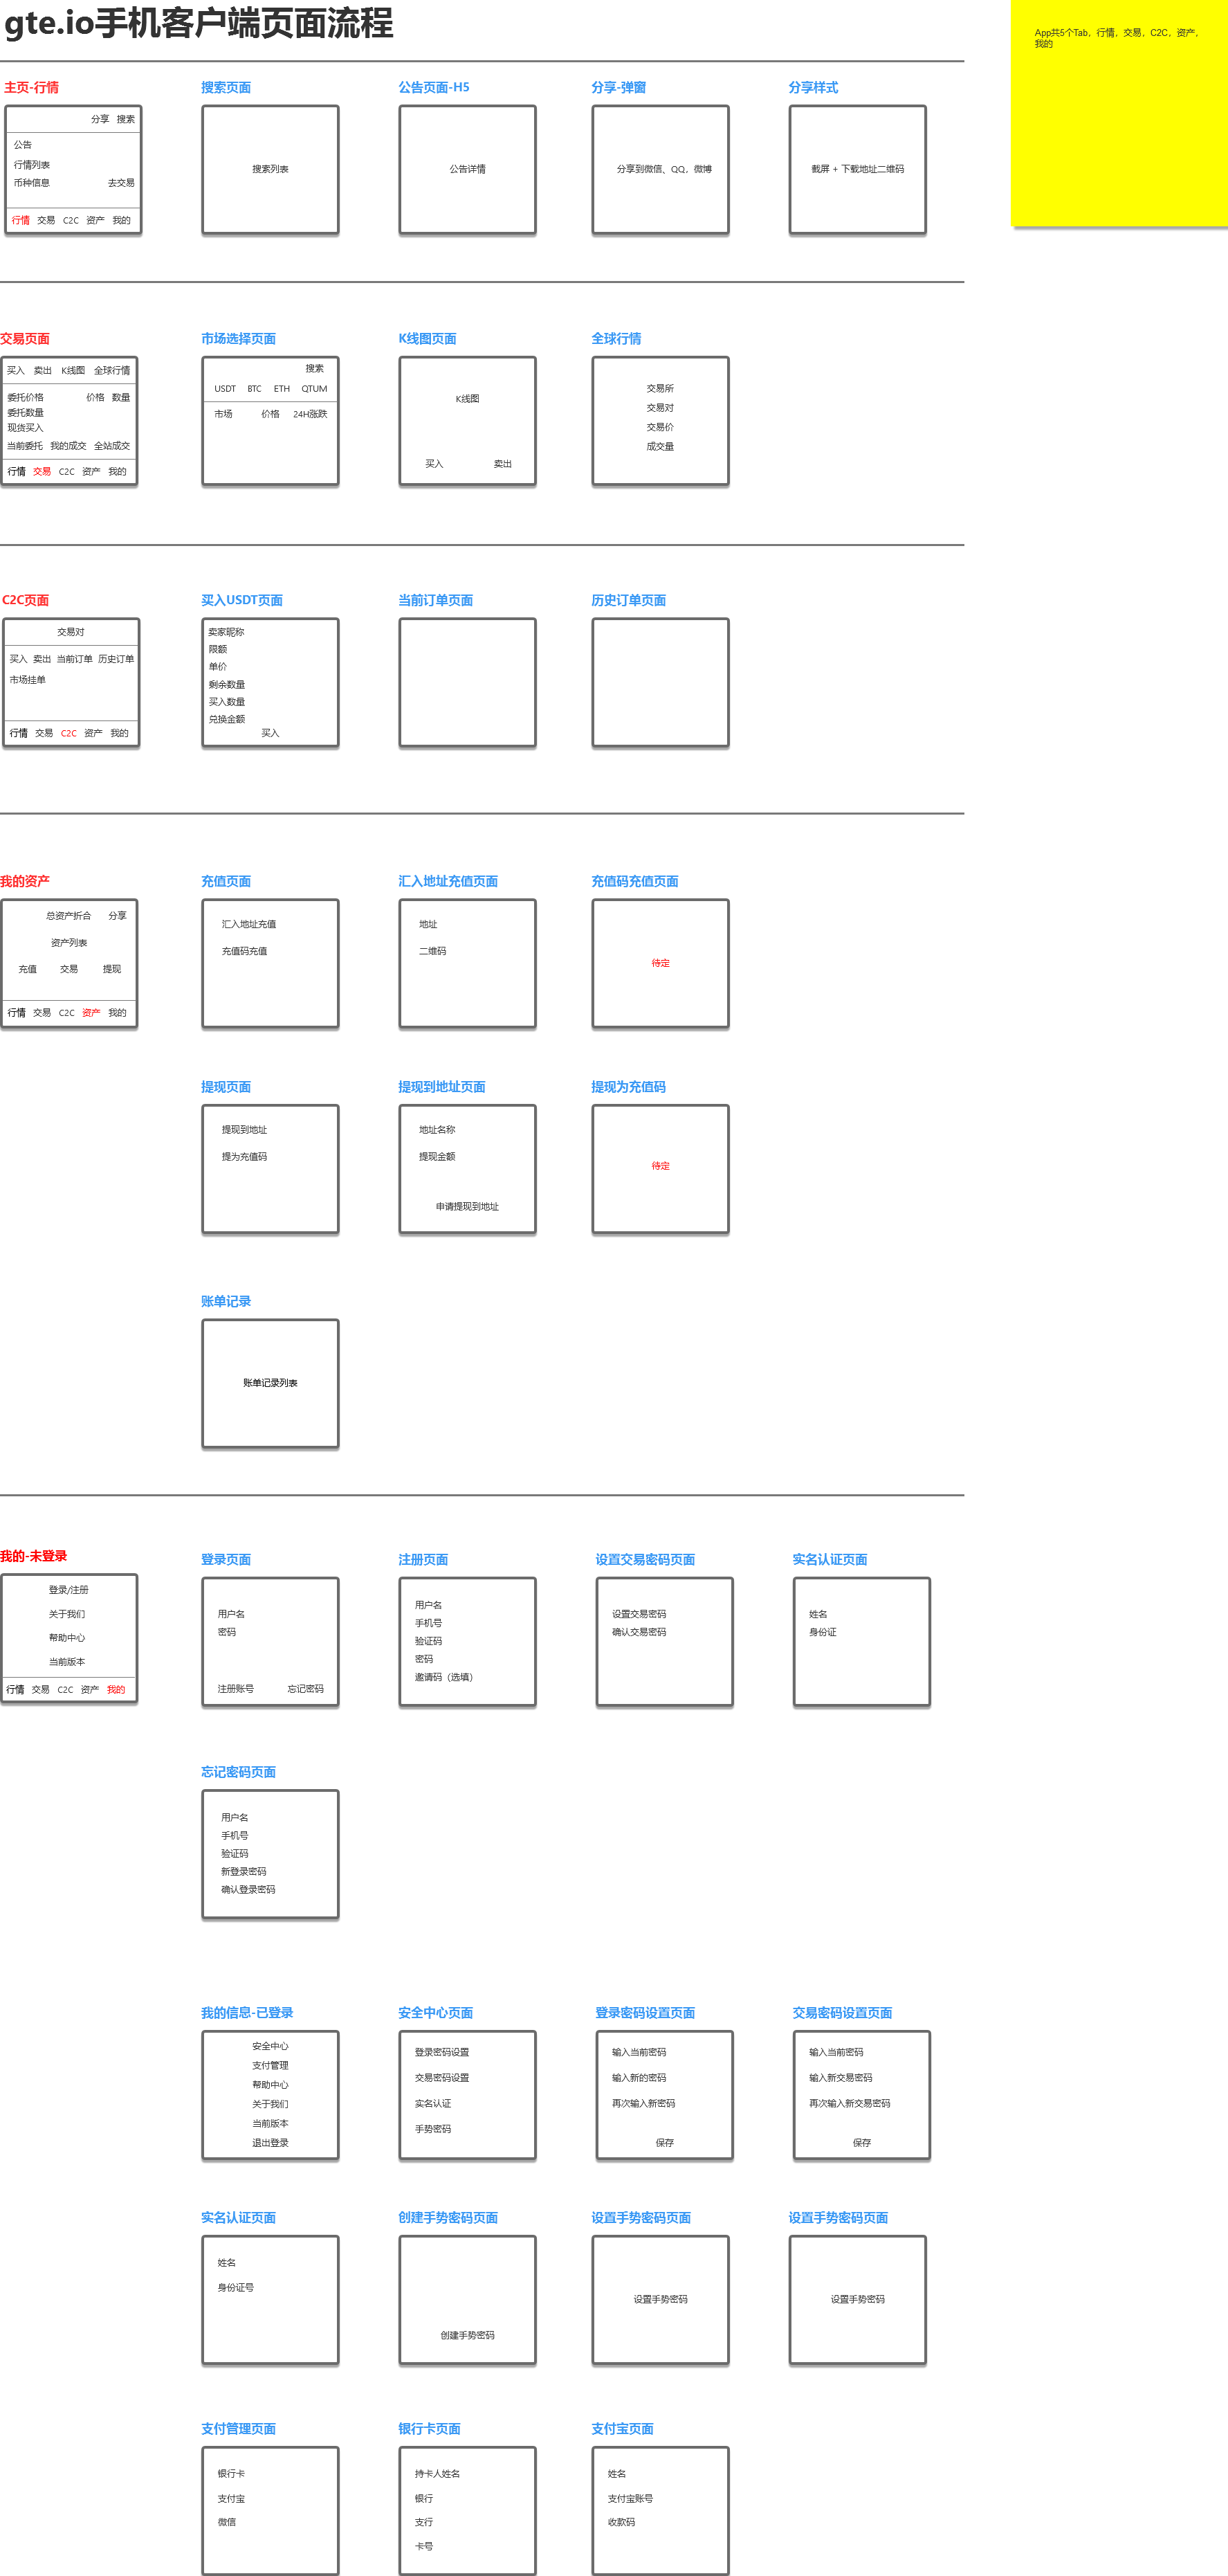 gte.io手机客户端页面流程
App共5个Tab，行情，交易，C2C，资产，
我的
主页-行情
分享 搜索
公告
行情列表
币种信息 去交易
行情 交易 C2C 资产 我的
搜索页面
搜索列表
公告页面-H5
公告详情
分享-弹窗
分享到微信、QQ，微博
分享样式
截屏 + 下载地址二维码
交易页面
买入 卖出 K线图 全球行情
委托价格 价格 数量
委托数量
现货买入
当前委托 我的成交 全站成交
行情 交易 C2C 资产 我的
市场选择页面
搜索
USDT BTC ETH QTUM
市场 价格 24H涨跌
K线图页面
K线图
买入 卖出
全球行情
交易所
交易对
交易价
成交量
C2C页面
交易对
买入 卖出 当前订单 历史订单
市场挂单
行情 交易 C2C 资产 我的
买入USDT页面
卖家昵称
限额
单价
剩余数量
买入数量
兑换金额
买入
当前订单页面
历史订单页面
我的资产
总资产折合 分享
资产列表
充值 交易 提现
行情 交易 C2C 资产 我的
充值页面
汇入地址充值
充值码充值
汇入地址充值页面
地址
二维码
充值码充值页面
待定
提现页面
提现到地址
提为充值码
提现到地址页面
地址名称
提现金额
申请提现到地址
提现为充值码
待定
账单记录
账单记录列表
我的-未登录
登录/注册
关于我们
帮助中心
当前版本
行情 交易 C2C 资产 我的
登录页面
用户名
密码
注册账号 忘记密码
注册页面
用户名
手机号
验证码
密码
邀请码（选填）
设置交易密码页面
设置交易密码
确认交易密码
实名认证页面
姓名
身份证
忘记密码页面
用户名
手机号
验证码
新登录密码
确认登录密码
我的信息-已登录
安全中心
支付管理
帮助中心
关于我们
当前版本
退出登录
安全中心页面
登录密码设置
交易密码设置
实名认证
手势密码
登录密码设置页面
输入当前密码
输入新的密码
再次输入新密码
保存
交易密码设置页面
输入当前密码
输入新交易密码
再次输入新交易密码
保存
实名认证页面
姓名
身份证号
创建手势密码页面
创建手势密码
设置手势密码页面
设置手势密码
设置手势密码页面
设置手势密码
支付管理页面
银行卡
支付宝
微信
银行卡页面
持卡人姓名
银行
支行
卡号
支付宝页面
姓名
支付宝账号
收款码